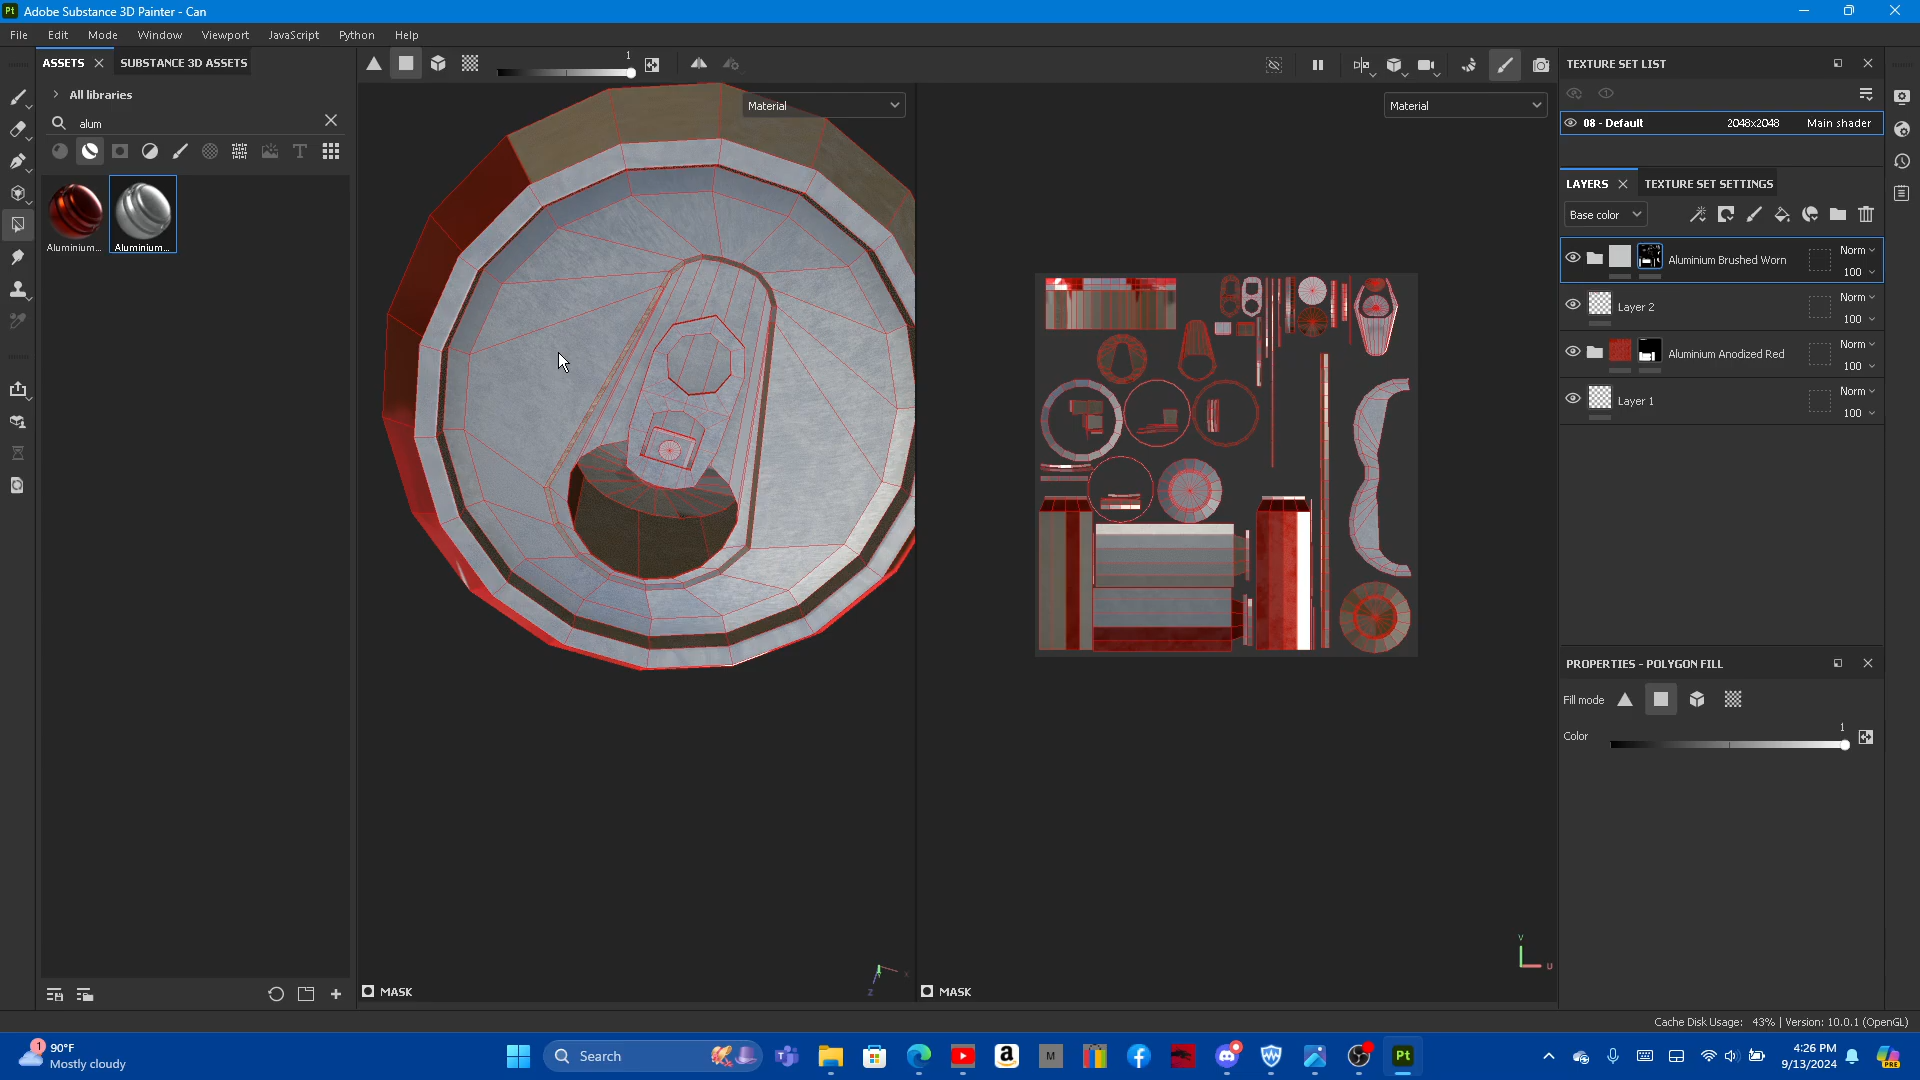 Adobe Substance 3D Painter - Can
File Edit Mode Window Viewport JavaScript Python Help
ASSETS SUBSTANCE 3D ASSETS
All libraries
alum
Aluminium... Aluminium...
1
Material
Material
MASK
MASK
X
Z
V
U
TEXTURE SET LIST
08 - Default 2048x2048 Main shader
LAYERS TEXTURE SET SETTINGS
Base color
Aluminium Brushed Worn Norm
100
Layer 2 Norm
100
Aluminium Anodized Red Norm
100
Layer 1 Norm
100
PROPERTIES - POLYGON FILL
Fill mode
Color 1
Cache Disk Usage: 43% | Version: 10.0.1 (OpenGL)
1
90°F
Mostly cloudy
Search
a
M
Pt
4:26 PM
9/13/2024
PRE